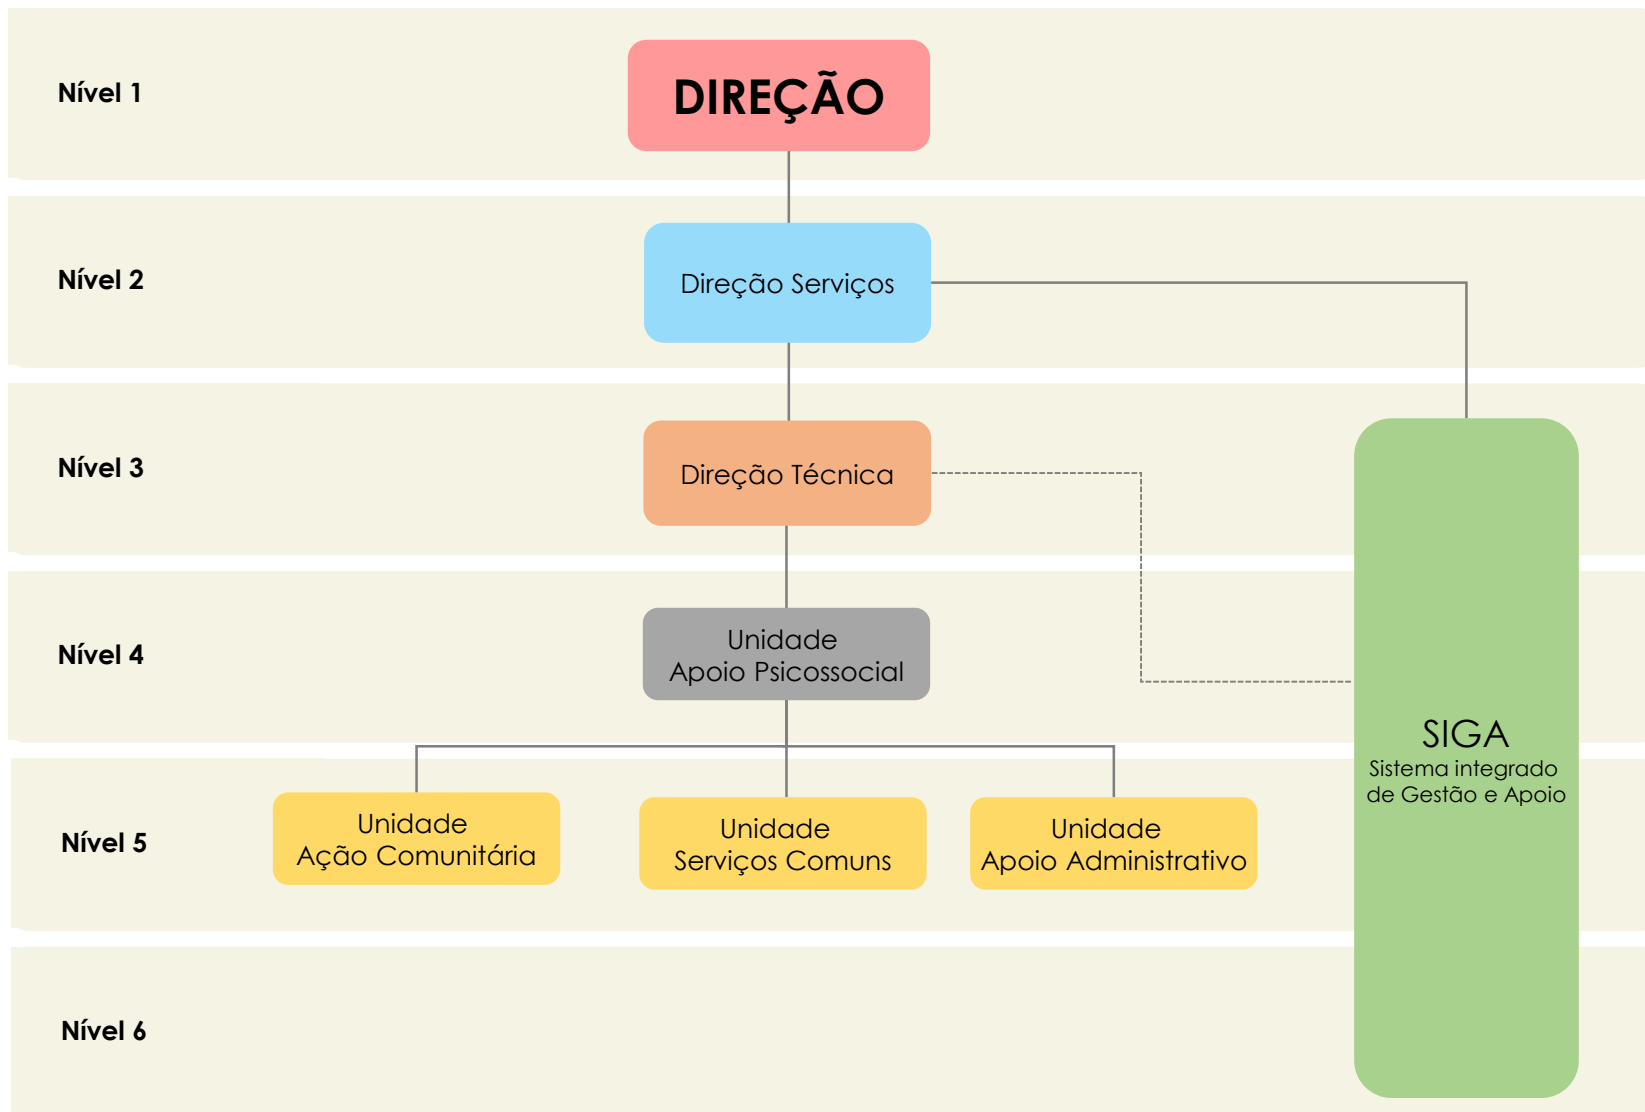 Nível 1
DIREÇÃO
Nível 2
Direção Serviços
Nível 3
Direção Técnica
Nível 4
Unidade
Apoio Psicossocial
SIGA
Sistema integrado
de Gestão e Apoio
Nível 5
Unidade
Ação Comunitária
Unidade
Serviços Comuns
Unidade
Apoio Administrativo
Nível 6